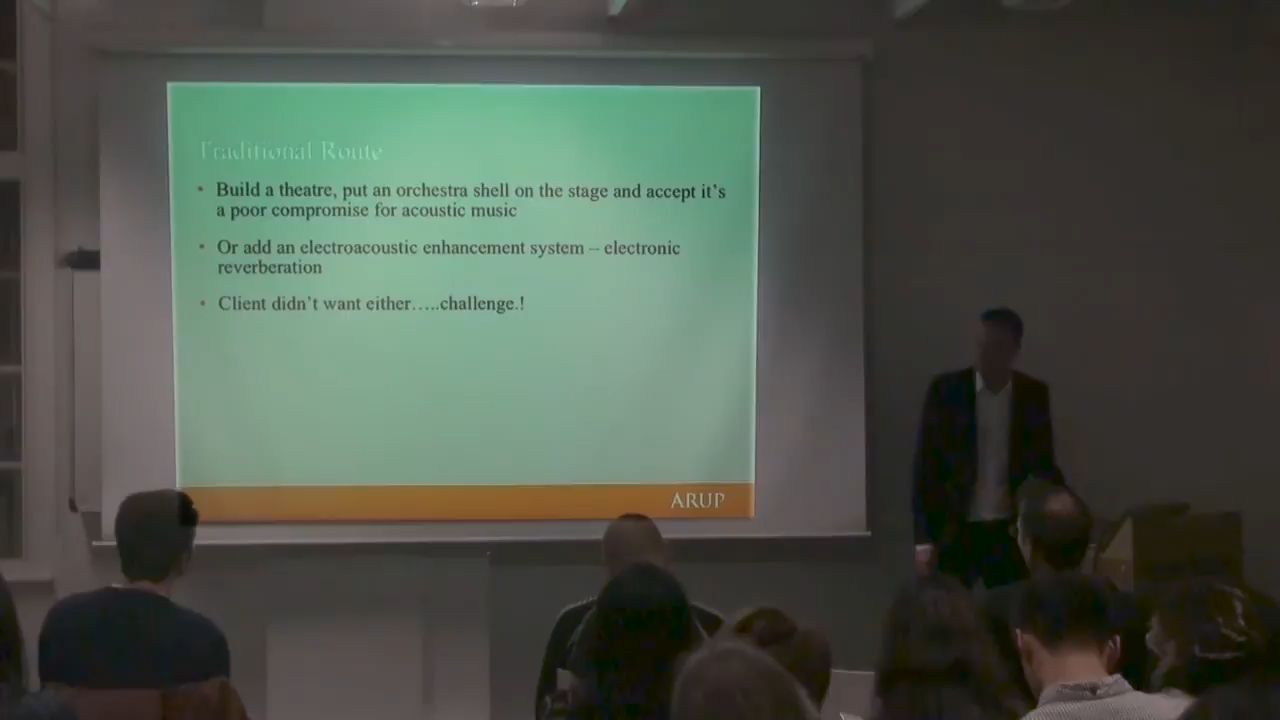 Traditional Route
• Build a theatre, put an orchestra shell on the stage and accept it's
a poor compromise for acoustic music
• Or add an electroacoustic enhancement system – electronic
reverberation
• Client didn't want either…..challenge.!
ARUP